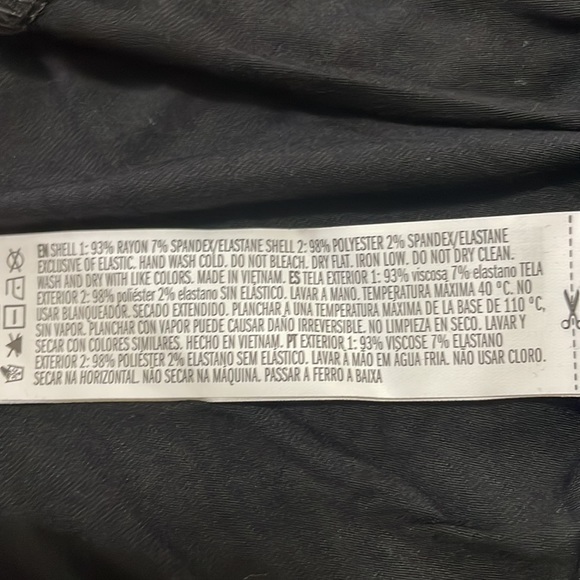 EN SHELL 1: 93% RAYON 7% SPANDEX/ELASTANE SHELL 2: 98% POLYESTER 2% SPANDEX/ELASTANE
EXCLUSIVE OF ELASTIC. HAND WASH COLD. DO NOT BLEACH. DRY FLAT. IRON LOW. DO NOT DRY CLEAN.
WASH AND DRY WITH LIKE COLORS. MADE IN VIETNAM. ES TELA EXTERIOR 1: 93% viscosa 7% elastano TELA
EXTERIOR 2: 98% poliéster 2% elastano SIN ELÁSTICO. LAVAR A MANO. TEMPERATURA MÁXIMA 40 °C. NO
USAR BLANQUEADOR. SECADO EXTENDIDO. PLANCHAR A UNA TEMPERATURA MÁXIMA DE LA BASE DE 110 °C,
SIN VAPOR. PLANCHAR CON VAPOR PUEDE CAUSAR DAÑO IRREVERSIBLE. NO LIMPIEZA EN SECO. LAVAR Y
SECAR CON COLORES SIMILARES. HECHO EN VIETNAM. PT EXTERIOR 1: 93% VISCOSE 7% ELASTANO
EXTERIOR 2: 98% POLIÉSTER 2% ELASTANO SEM ELÁSTICO. LAVAR À MÃO EM ÁGUA FRIA. NÃO USAR CLORO.
SECAR NA HORIZONTAL. NÃO SECAR NA MÁQUINA. PASSAR A FERRO A BAIXA